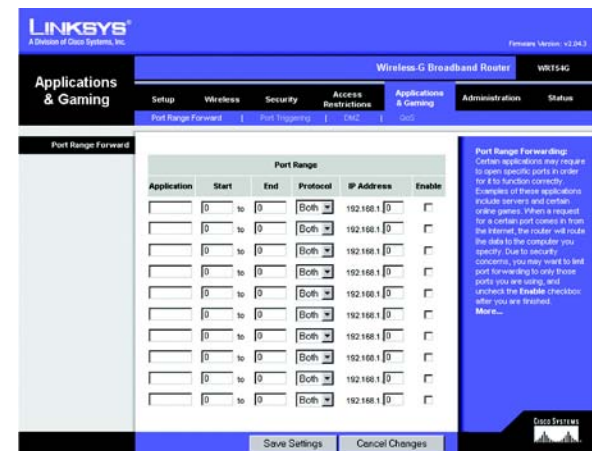 LINKSYS®
A Division of Cisco Systems, Inc.
Firmware Version: v2.04.3
Wireless-G Broadband Router WRT54G
Applications & Gaming
Setup Wireless Security Access Restrictions Applications & Gaming Administration Status
Port Range Forward | Port Triggering | DMZ | QoS
Port Range Forward
Port Range
Application Start End Protocol IP Address Enable
0 to 0 Both 192.168.1. 0
0 to 0 Both 192.168.1. 0
0 to 0 Both 192.168.1. 0
0 to 0 Both 192.168.1. 0
0 to 0 Both 192.168.1. 0
0 to 0 Both 192.168.1. 0
0 to 0 Both 192.168.1. 0
0 to 0 Both 192.168.1. 0
0 to 0 Both 192.168.1. 0
0 to 0 Both 192.168.1. 0
Port Range Forwarding:
Certain applications may require
to open specific ports in order
for it to function correctly.
Examples of these applications
include servers and certain
online games. When a request
for a certain port comes in from
the Internet, the router will route
the data to the computer you
specify. Due to security
concerns, you may want to limit
port forwarding to only those
ports you are using, and
uncheck the Enable checkbox
after you are finished.
More...
Save Settings Cancel Changes
CISCO SYSTEMS